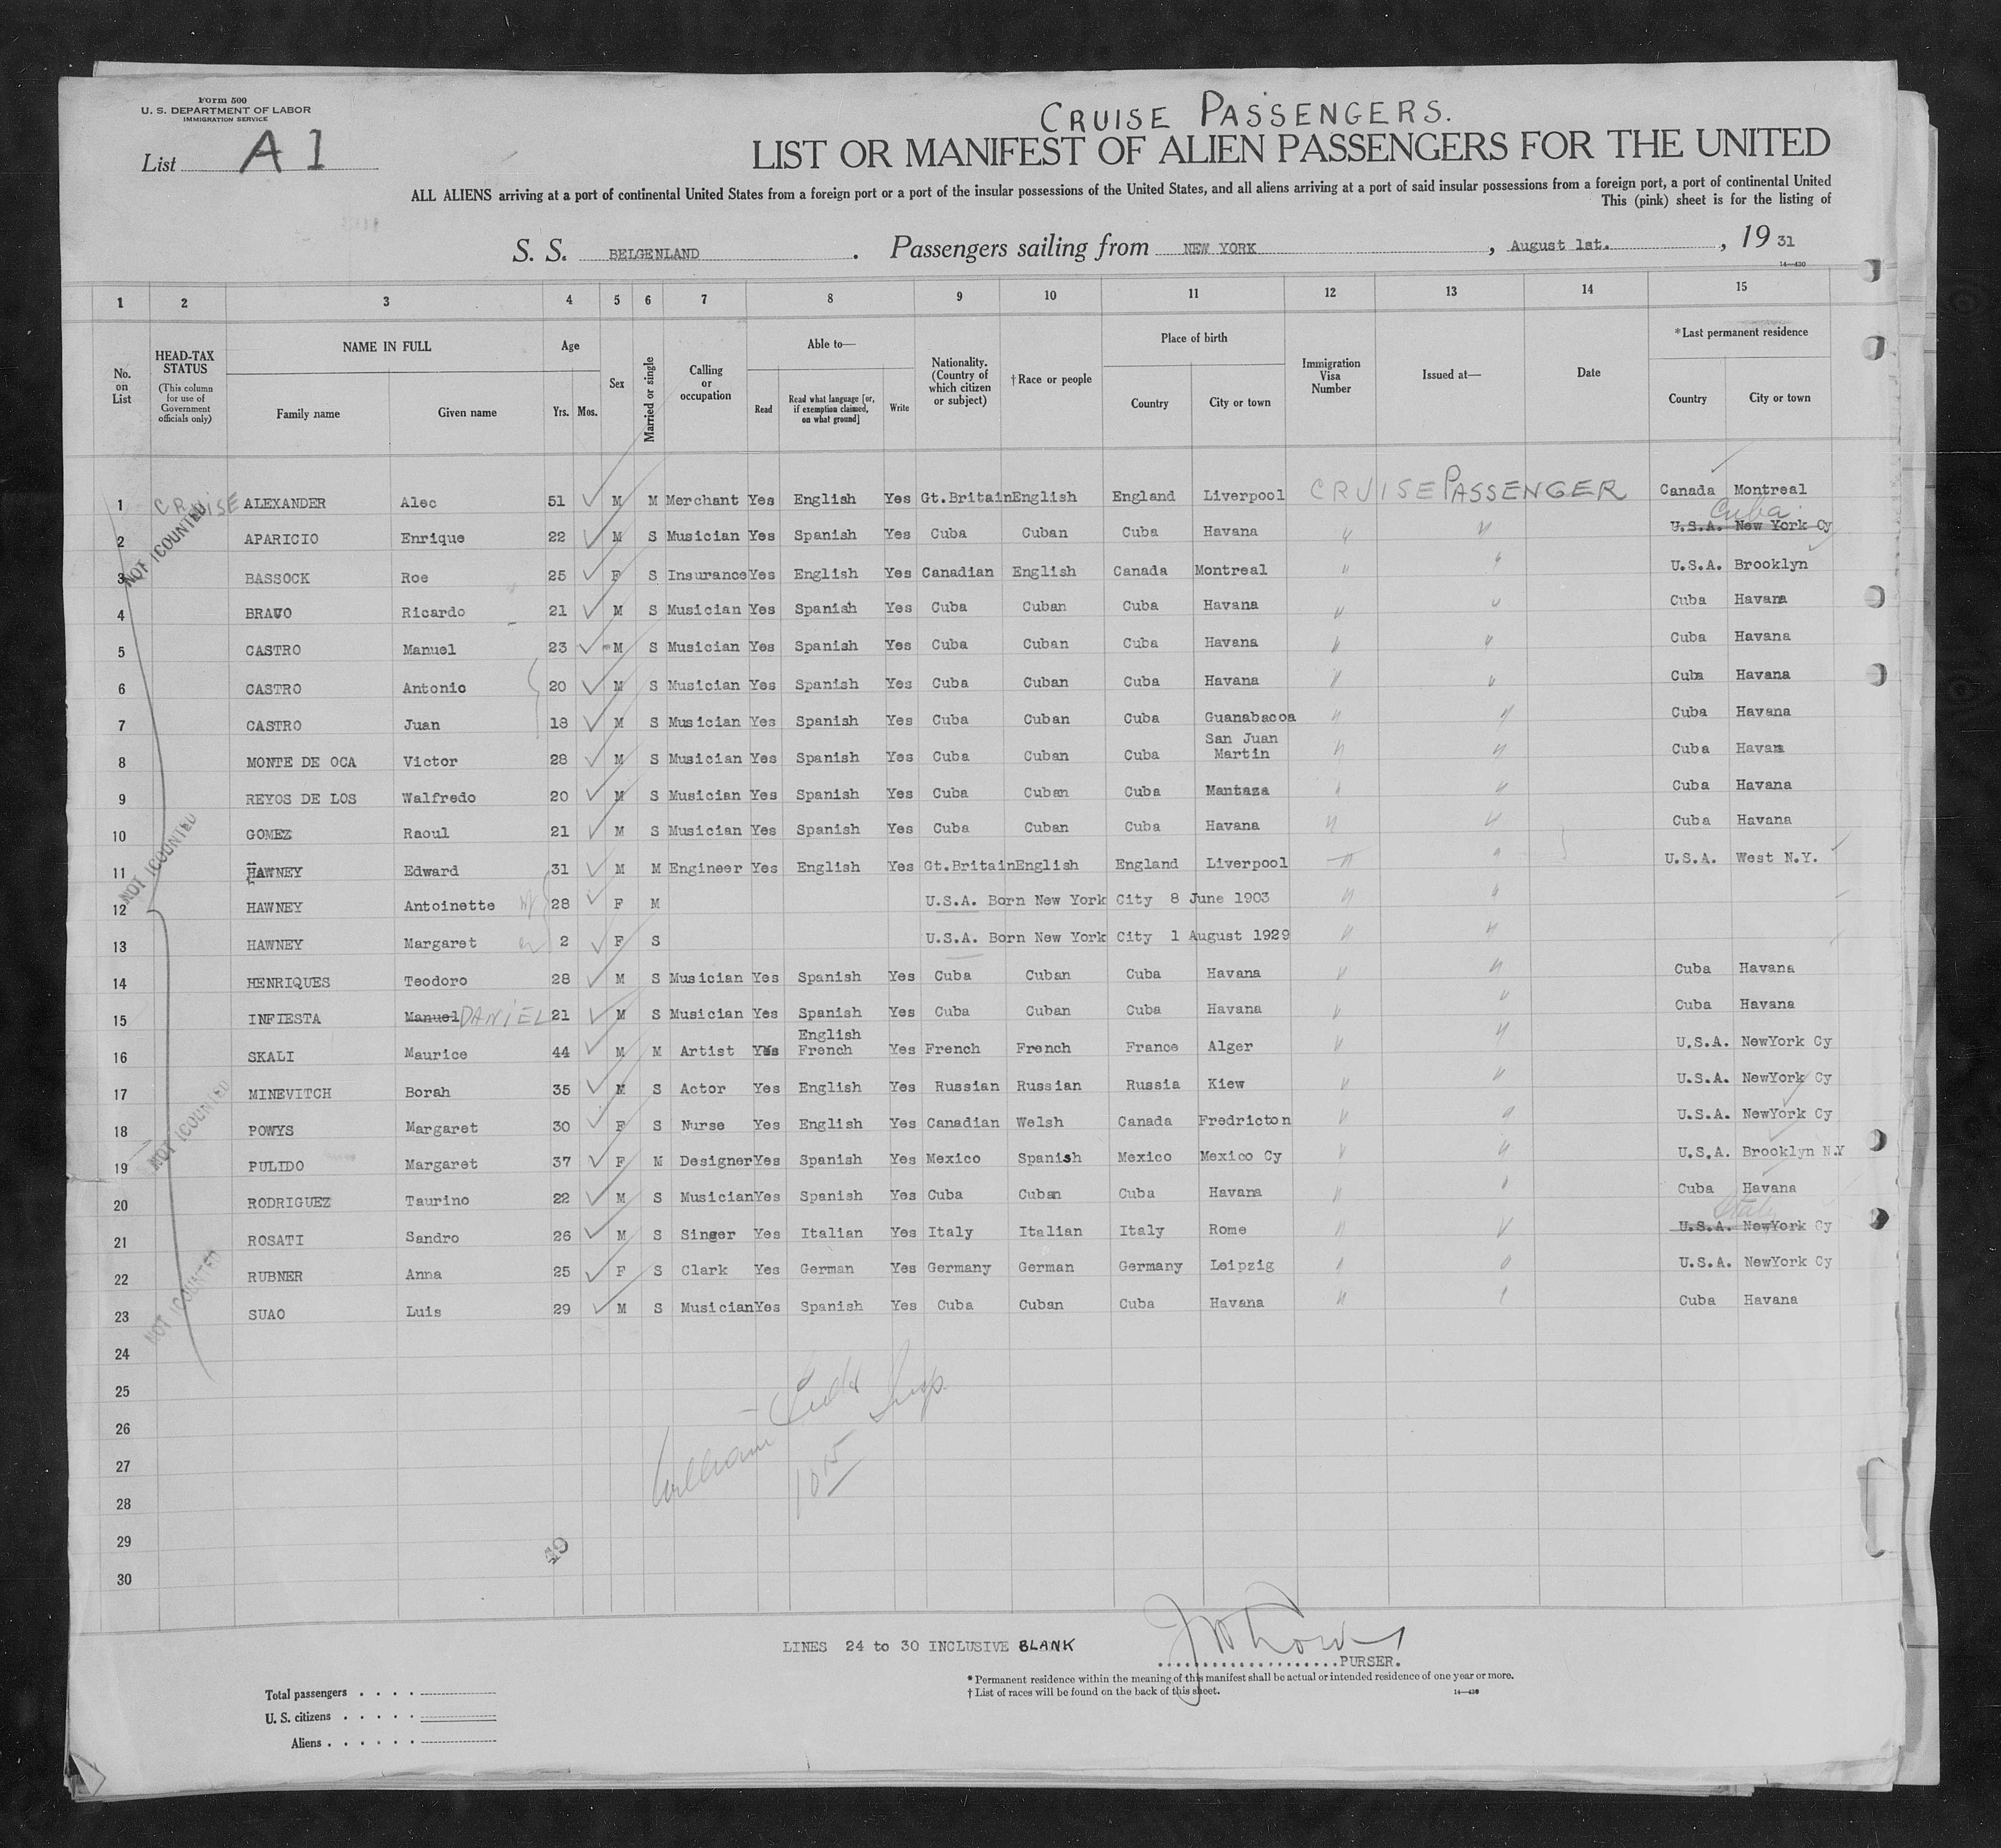 Form 500
U. S. DEPARTMENT OF LABOR
IMMIGRATION SERVICE
List A I
CRUISE PASSENGERS.
LIST OR MANIFEST OF ALIEN PASSENGERS FOR THE UNITED
ALL ALIENS arriving at a port of continental United States from a foreign port or a port of the insular possessions of the United States, and all aliens arriving at a port of said insular possessions from a foreign port, a port of continental United
This (pink) sheet is for the listing of
S. S. BELGENLAND . Passengers sailing from NEW YORK , August 1st. , 19 31
14—430
1 2 3 4 5 6 7 8 9 10 11 12 13 14 15
No. on List
HEAD-TAX STATUS
(This column for use of Government officials only)
NAME IN FULL
Family name Given name
Age
Yrs. Mos.
Sex
Married or single
Calling or occupation
Able to—
Read Read what language [or, if exemption claimed, on what ground] Write
Nationality. (Country of which citizen or subject)
†Race or people
Place of birth
Country City or town
Immigration Visa Number
Issued at—
Date
*Last permanent residence
Country City or town
1 CRUISE ALEXANDER Alec 51 M M Merchant Yes English Yes Gt.Britain English England Liverpool CRUISE PASSENGER Canada Montreal
Cuba
2 APARICIO Enrique 22 M S Musician Yes Spanish Yes Cuba Cuban Cuba Havana " " U.S.A. New York Cy
NOT COUNTED
3 BASSOCK Roe 25 F S Insurance Yes English Yes Canadian English Canada Montreal " " U.S.A. Brooklyn
4 BRAVO Ricardo 21 M S Musician Yes Spanish Yes Cuba Cuban Cuba Havana " " Cuba Havana
5 CASTRO Manuel 23 M S Musician Yes Spanish Yes Cuba Cuban Cuba Havana " " Cuba Havana
6 CASTRO Antonio 20 M S Musician Yes Spanish Yes Cuba Cuban Cuba Havana " " Cuba Havana
7 CASTRO Juan 18 M S Musician Yes Spanish Yes Cuba Cuban Cuba Guanabacoa " " Cuba Havana
8 MONTE DE OCA Victor 28 M S Musician Yes Spanish Yes Cuba Cuban Cuba San Juan Martin " " Cuba Havana
9 REYOS DE LOS Walfredo 20 M S Musician Yes Spanish Yes Cuba Cuban Cuba Mantaza " " Cuba Havana
10 GOMEZ Raoul 21 M S Musician Yes Spanish Yes Cuba Cuban Cuba Havana " " Cuba Havana
NOT COUNTED
11 HAWNEY Edward 31 M M Engineer Yes English Yes Gt.Britain English England Liverpool " " U.S.A. West N.Y.
12 HAWNEY Antoinette 28 F M U.S.A. Born New York City 8 June 1903 " "
13 HAWNEY Margaret 2 F S U.S.A. Born New York City 1 August 1929 " "
14 HENRIQUES Teodoro 28 M S Musician Yes Spanish Yes Cuba Cuban Cuba Havana " " Cuba Havana
15 INFIESTA Manuel DANIEL 21 M S Musician Yes Spanish Yes Cuba Cuban Cuba Havana " " Cuba Havana
16 SKALI Maurice 44 M M Artist Yes English French Yes French French France Alger " " U.S.A. NewYork Cy
17 MINEVITCH Borah 35 M S Actor Yes English Yes Russian Russian Russia Kiew " " U.S.A. NewYork Cy
18 POWYS Margaret 30 F S Nurse Yes English Yes Canadian Welsh Canada Fredricton " " U.S.A. NewYork Cy
NOT COUNTED
19 PULIDO Margaret 37 F M Designer Yes Spanish Yes Mexico Spanish Mexico Mexico Cy " " U.S.A. Brooklyn N.Y
20 RODRIGUEZ Taurino 22 M S Musician Yes Spanish Yes Cuba Cuban Cuba Havana " " Cuba Havana
Italy
21 ROSATI Sandro 26 M S Singer Yes Italian Yes Italy Italian Italy Rome " " U.S.A. NewYork Cy
22 RUBNER Anna 25 F S Clark Yes German Yes Germany German Germany Leipzig " " U.S.A. NewYork Cy
NOT COUNTED
23 SUAO Luis 29 M S Musician Yes Spanish Yes Cuba Cuban Cuba Havana " " Cuba Havana
24
25
26
27
28
29
30
William Insp.
10 15
49
LINES 24 to 30 INCLUSIVE BLANK
PURSER.
* Permanent residence within the meaning of this manifest shall be actual or intended residence of one year or more.
† List of races will be found on the back of this sheet. 14—430
Total passengers
U. S. citizens
Aliens